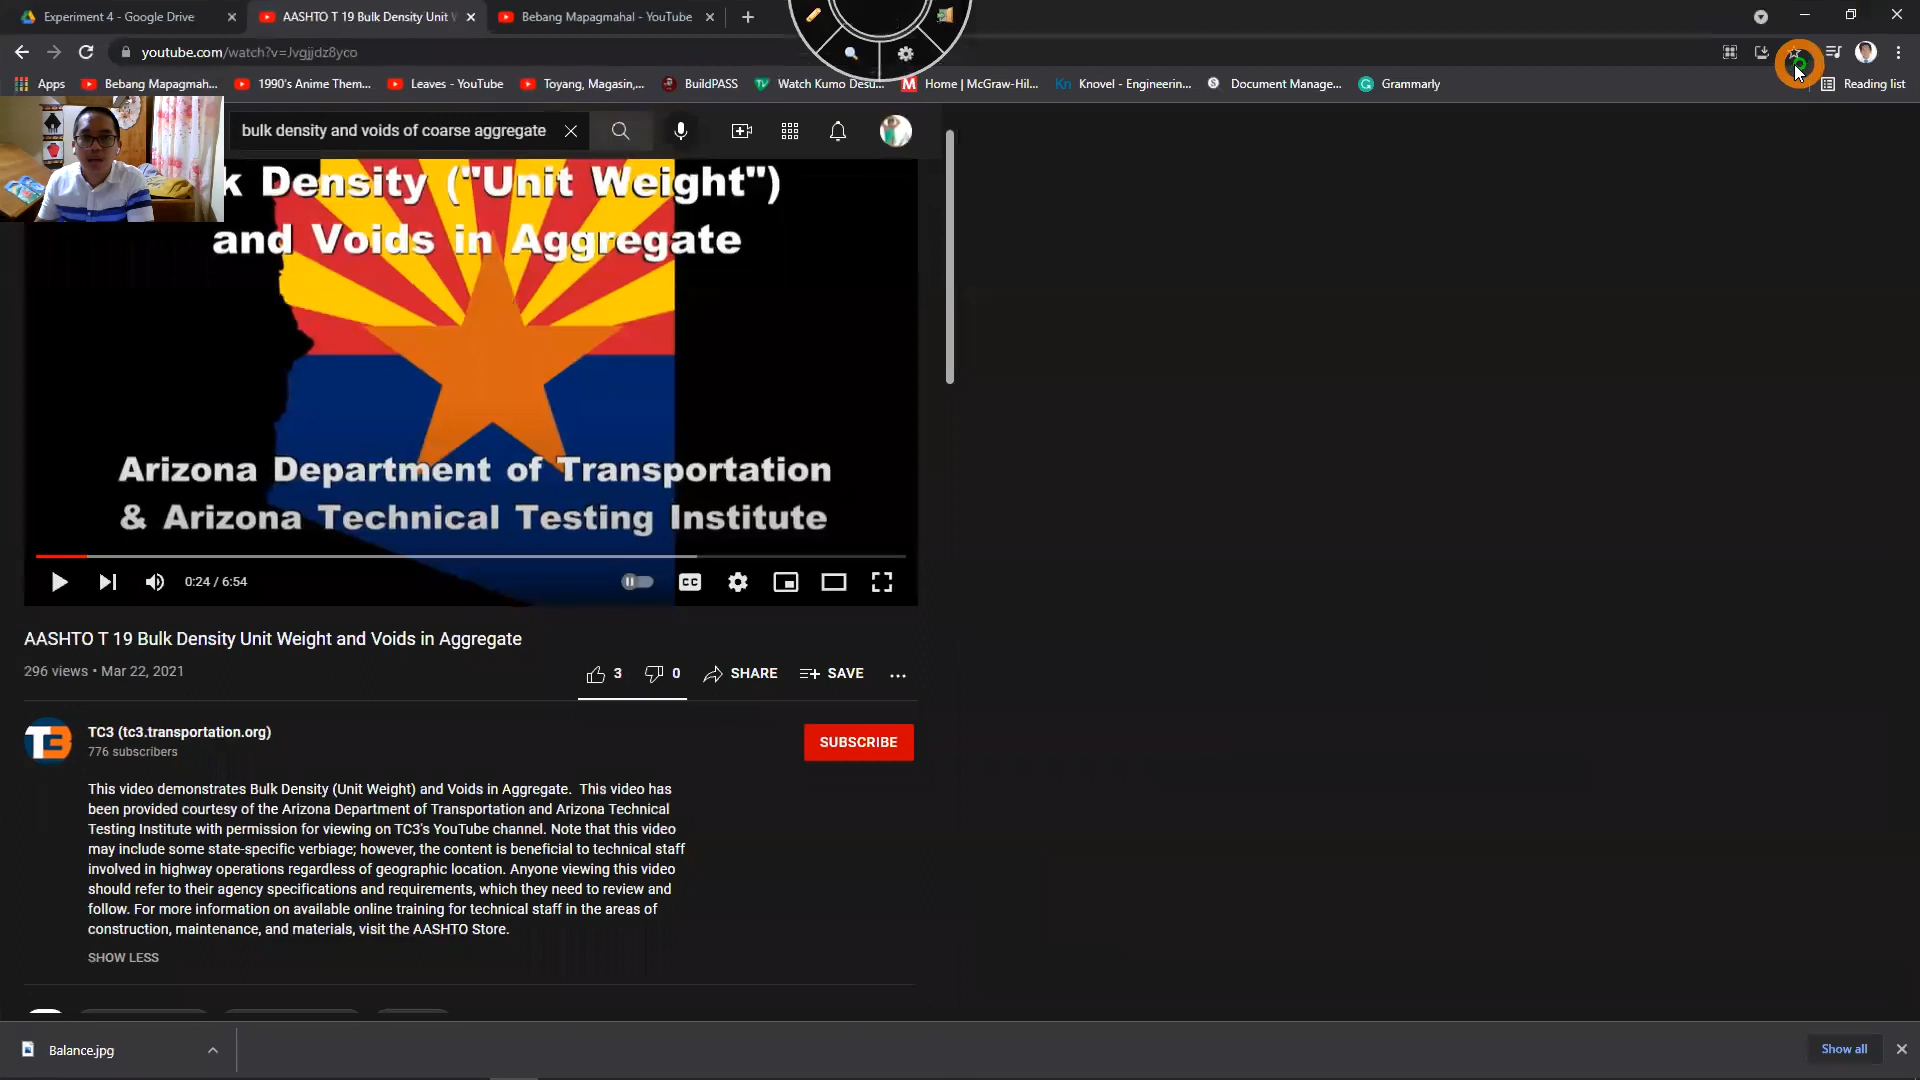 Experiment 4 - Google Drive
AASHTO T 19 Bulk Density Unit W
Bebang Mapagmahal - YouTube
youtube.com/watch?v=Jvgjjdz8yco
Apps
Bebang Mapagmah...
1990's Anime Them...
Leaves - YouTube
Toyang, Magasin,...
BuildPASS
Watch Kumo Desu...
M Home | McGraw-Hil...
Kn Knovel - Engineerin...
S Document Manage...
G Grammarly
Reading list
bulk density and voids of coarse aggregate
k Density ("Unit Weight")
and Voids in Aggregate
Arizona Department of Transportation
& Arizona Technical Testing Institute
0:24 / 6:54
CC
AASHTO T 19 Bulk Density Unit Weight and Voids in Aggregate
296 views • Mar 22, 2021
3
0
SHARE
SAVE
T3
TC3 (tc3.transportation.org)
776 subscribers
SUBSCRIBE
This video demonstrates Bulk Density (Unit Weight) and Voids in Aggregate. This video has
been provided courtesy of the Arizona Department of Transportation and Arizona Technical
Testing Institute with permission for viewing on TC3's YouTube channel. Note that this video
may include some state-specific verbiage; however, the content is beneficial to technical staff
involved in highway operations regardless of geographic location. Anyone viewing this video
should refer to their agency specifications and requirements, which they need to review and
follow. For more information on available online training for technical staff in the areas of
construction, maintenance, and materials, visit the AASHTO Store.
SHOW LESS
Balance.jpg
Show all